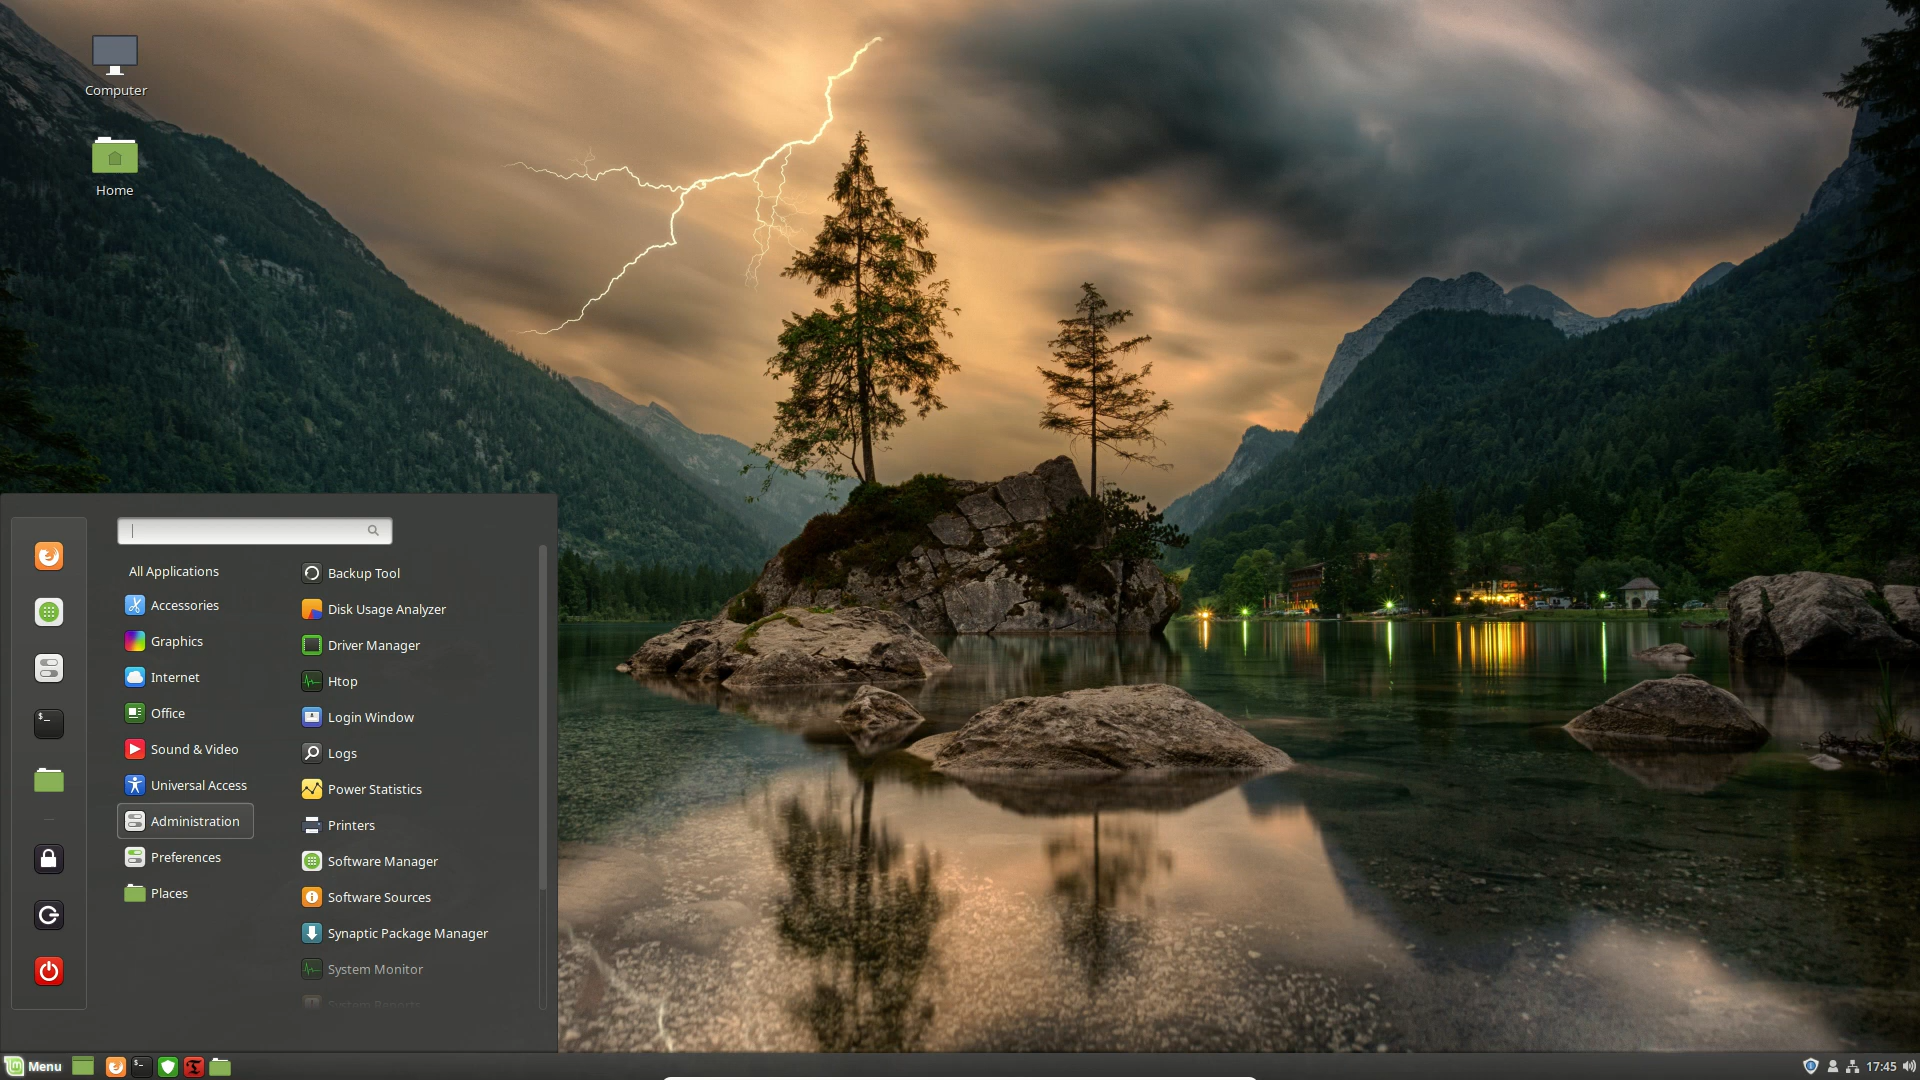 Computer
Home
All Applications
Accessories
Graphics
Internet
Office
Sound & Video
Universal Access
Administration
Preferences
Places
Backup Tool
Disk Usage Analyzer
Driver Manager
Htop
Login Window
Logs
Power Statistics
Printers
Software Manager
Software Sources
Synaptic Package Manager
System Monitor
System Reports
Menu
17:45